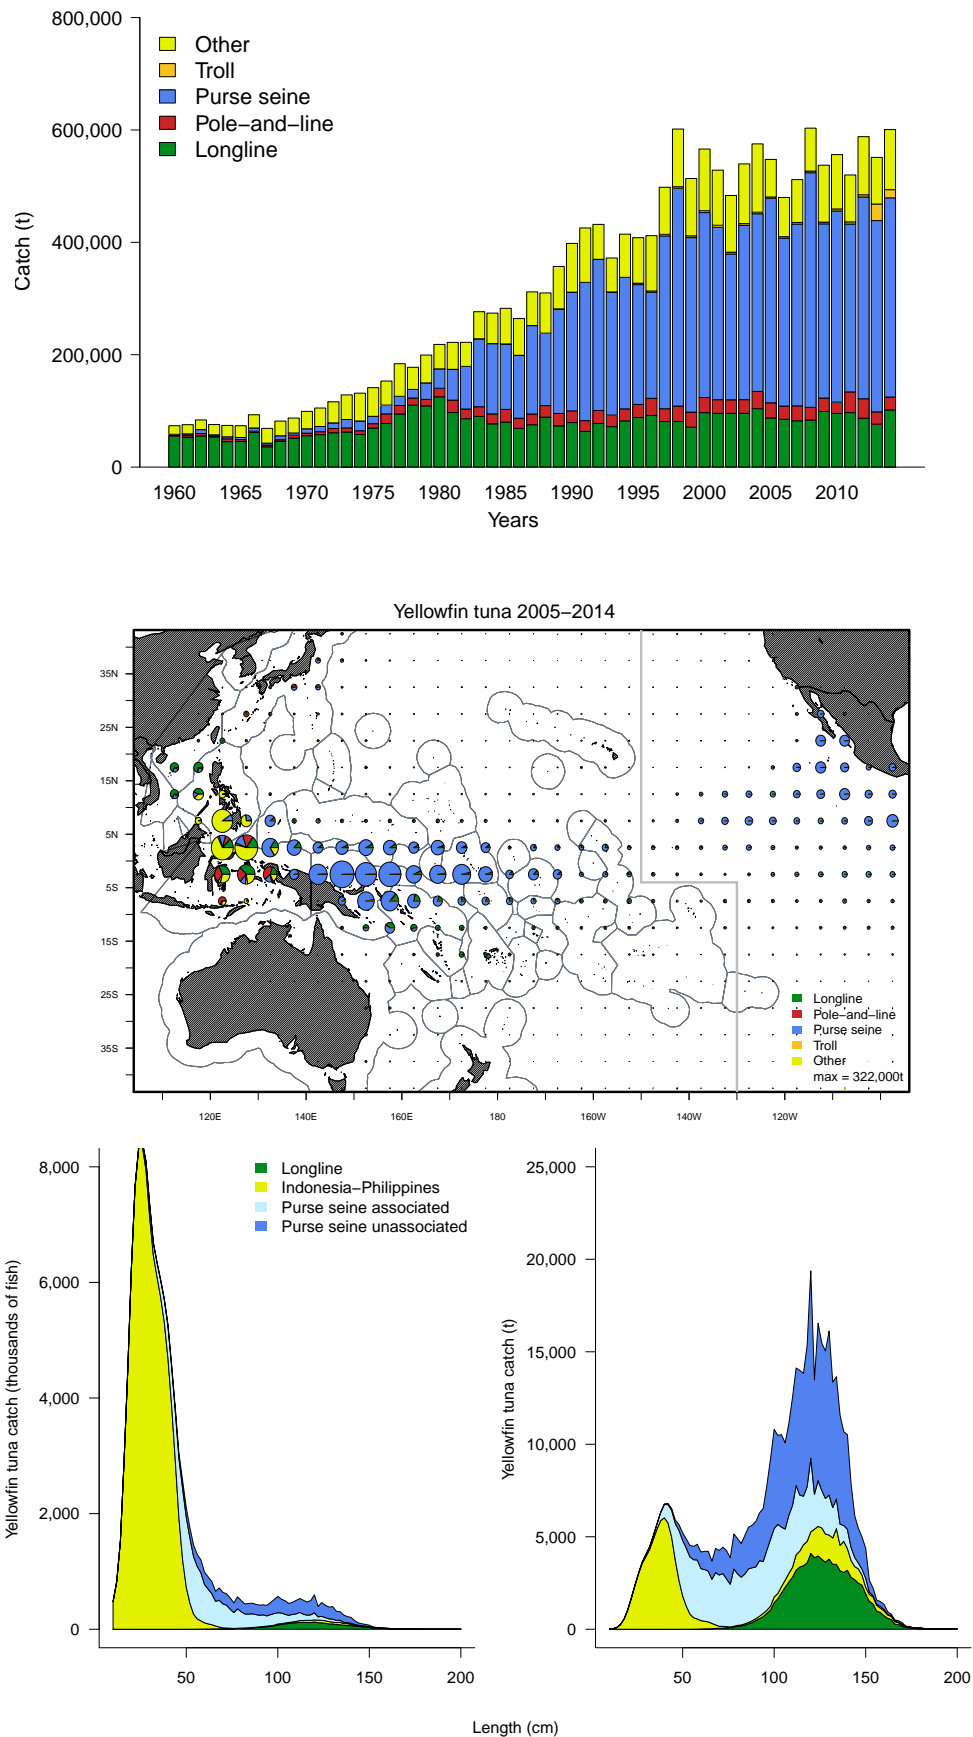 800,000
600,000
400,000
200,000
0
Catch (t)
Other
Troll
Purse seine
Pole−and−line
Longline
1960 1965 1970 1975 1980 1985 1990 1995 2000 2005 2010
Years
Yellowfin tuna 2005−2014
35N
25N
15N
5N
5S
15S
25S
35S
Longline
Pole−and−line
Purse seine
Troll
Other
max = 322,000t
120E 140E 160E 180 160W 140W 120W
8,000
6,000
4,000
2,000
0
Yellowfin tuna catch (thousands of fish)
Longline
Indonesia−Philippines
Purse seine associated
Purse seine unassociated
50 100 150 200
25,000
20,000
15,000
10,000
5,000
0
Yellowfin tuna catch (t)
50 100 150 200
Length (cm)